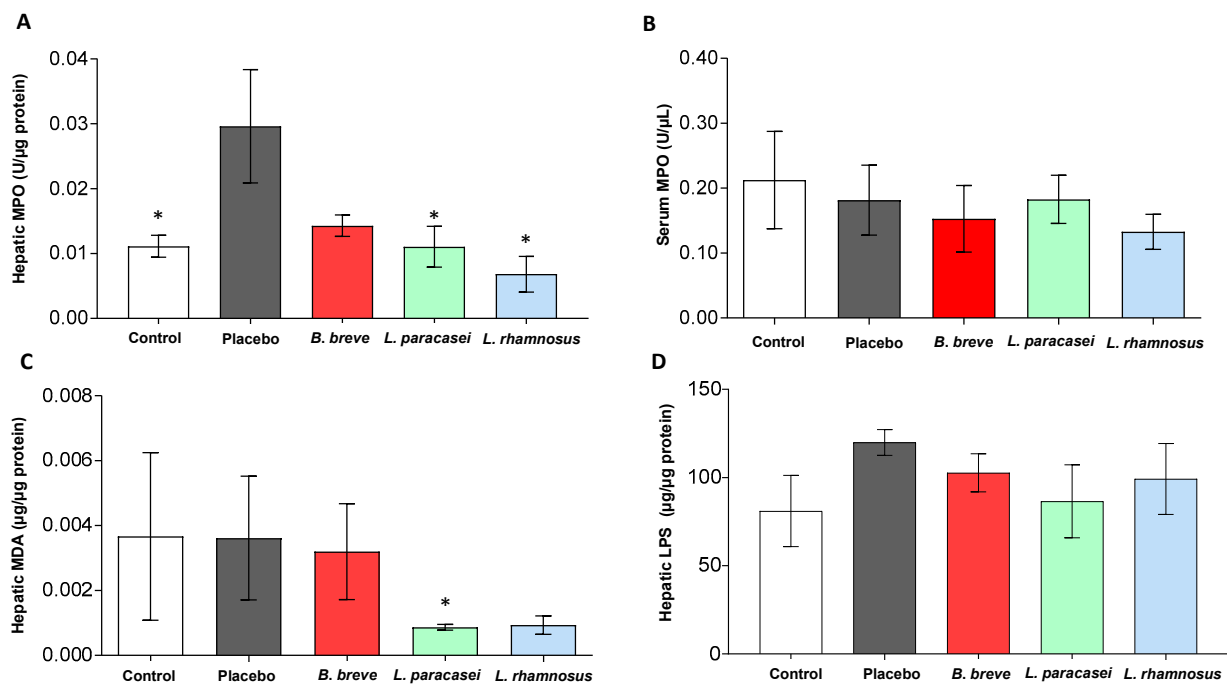 A
Hepatic MPO (U/µg protein)
0.04
0.03
0.02
0.01
0.00
*
*
*
Control Placebo B. breve L. paracasei L. rhamnosus
B
Serum MPO (U/µL)
0.40
0.30
0.20
0.10
0.00
Control Placebo B. breve L. paracasei L. rhamnosus
C
Hepatic MDA (µg/µg protein)
0.008
0.006
0.004
0.002
0.000
*
Control Placebo B. breve L. paracasei L. rhamnosus
D
Hepatic LPS (µg/µg protein)
150
100
50
0
Control Placebo B. breve L. paracasei L. rhamnosus